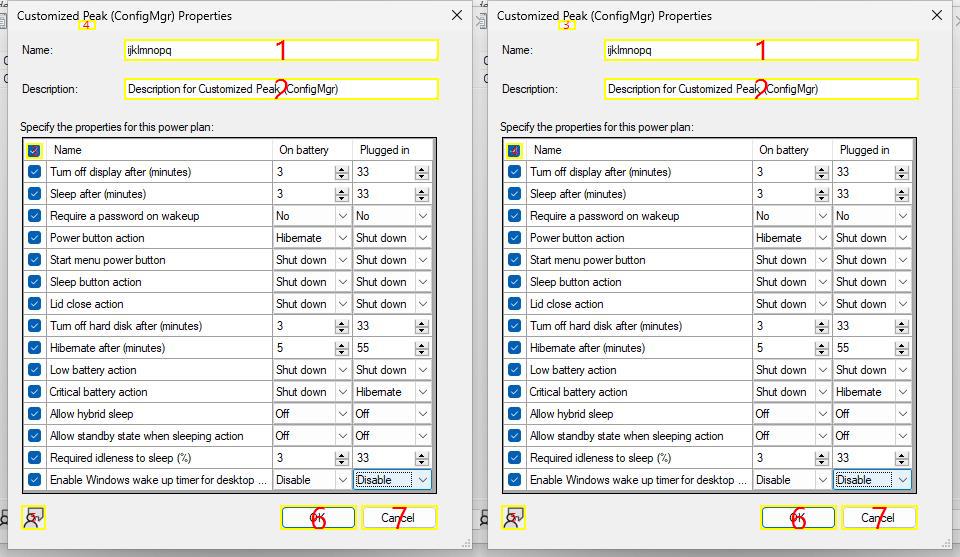 Customized Peak (ConfigMgr) Properties
4
Name: ijklmnopq 1
Description: Description for Customized Peak (ConfigMgr) 2
Specify the properties for this power plan:
Name On battery Plugged in
Turn off display after (minutes) 3 33
Sleep after (minutes) 3 33
Require a password on wakeup No No
Power button action Hibernate Shut down
Start menu power button Shut down Shut down
Sleep button action Shut down Shut down
Lid close action Shut down Shut down
Turn off hard disk after (minutes) 3 33
Hibernate after (minutes) 5 55
Low battery action Shut down Shut down
Critical battery action Shut down Hibernate
Allow hybrid sleep Off Off
Allow standby state when sleeping action Off Off
Required idleness to sleep (%) 3 33
Enable Windows wake up timer for desktop ... Disable Disable
OK 6 Cancel 7
Customized Peak (ConfigMgr) Properties
3
Name: ijklmnopq 1
Description: Description for Customized Peak (ConfigMgr) 2
Specify the properties for this power plan:
Name On battery Plugged in
Turn off display after (minutes) 3 33
Sleep after (minutes) 3 33
Require a password on wakeup No No
Power button action Hibernate Shut down
Start menu power button Shut down Shut down
Sleep button action Shut down Shut down
Lid close action Shut down Shut down
Turn off hard disk after (minutes) 3 33
Hibernate after (minutes) 5 55
Low battery action Shut down Shut down
Critical battery action Shut down Hibernate
Allow hybrid sleep Off Off
Allow standby state when sleeping action Off Off
Required idleness to sleep (%) 3 33
Enable Windows wake up timer for desktop ... Disable Disable
OK 6 Cancel 7